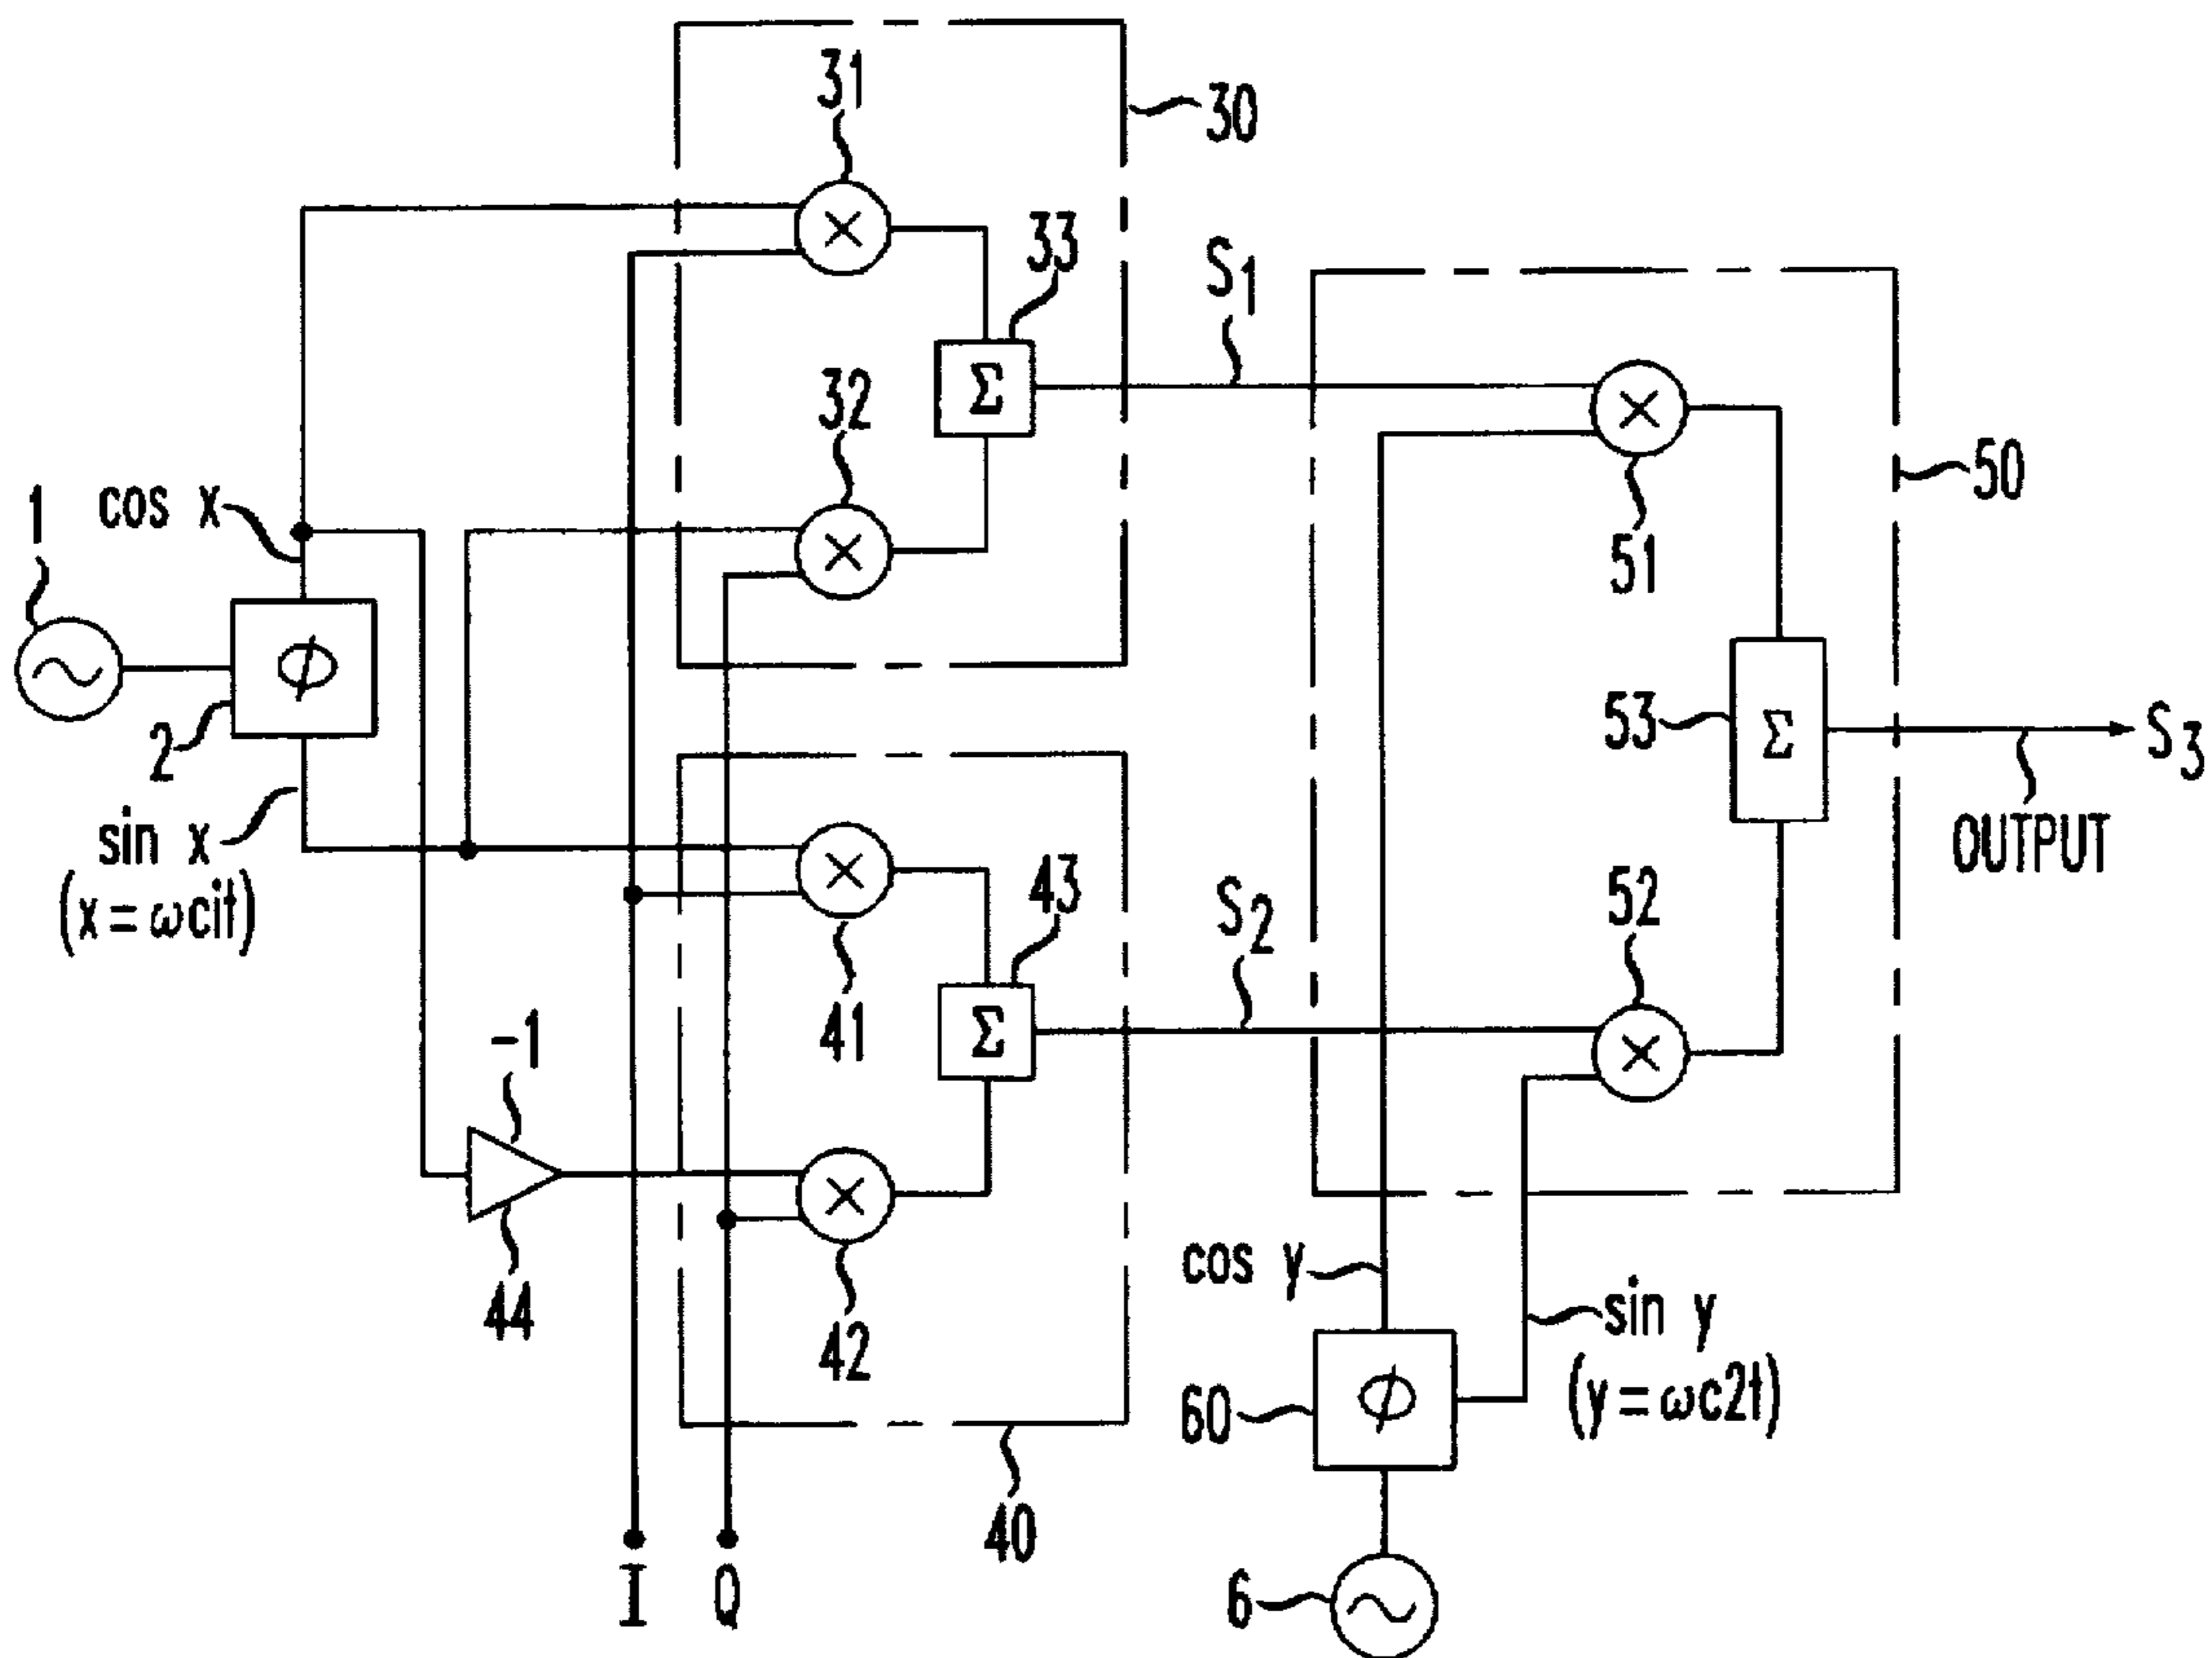 31
30
33
S1
32
50
1
cos x
51
2
53
Σ
S3
sin x
(x = ωcit)
OUTPUT
43
52
S2
41
-1
Σ
Σ
44
42
cos y
sin y
(y = ωc2t)
60
ϕ
ϕ
40
I
Q
6